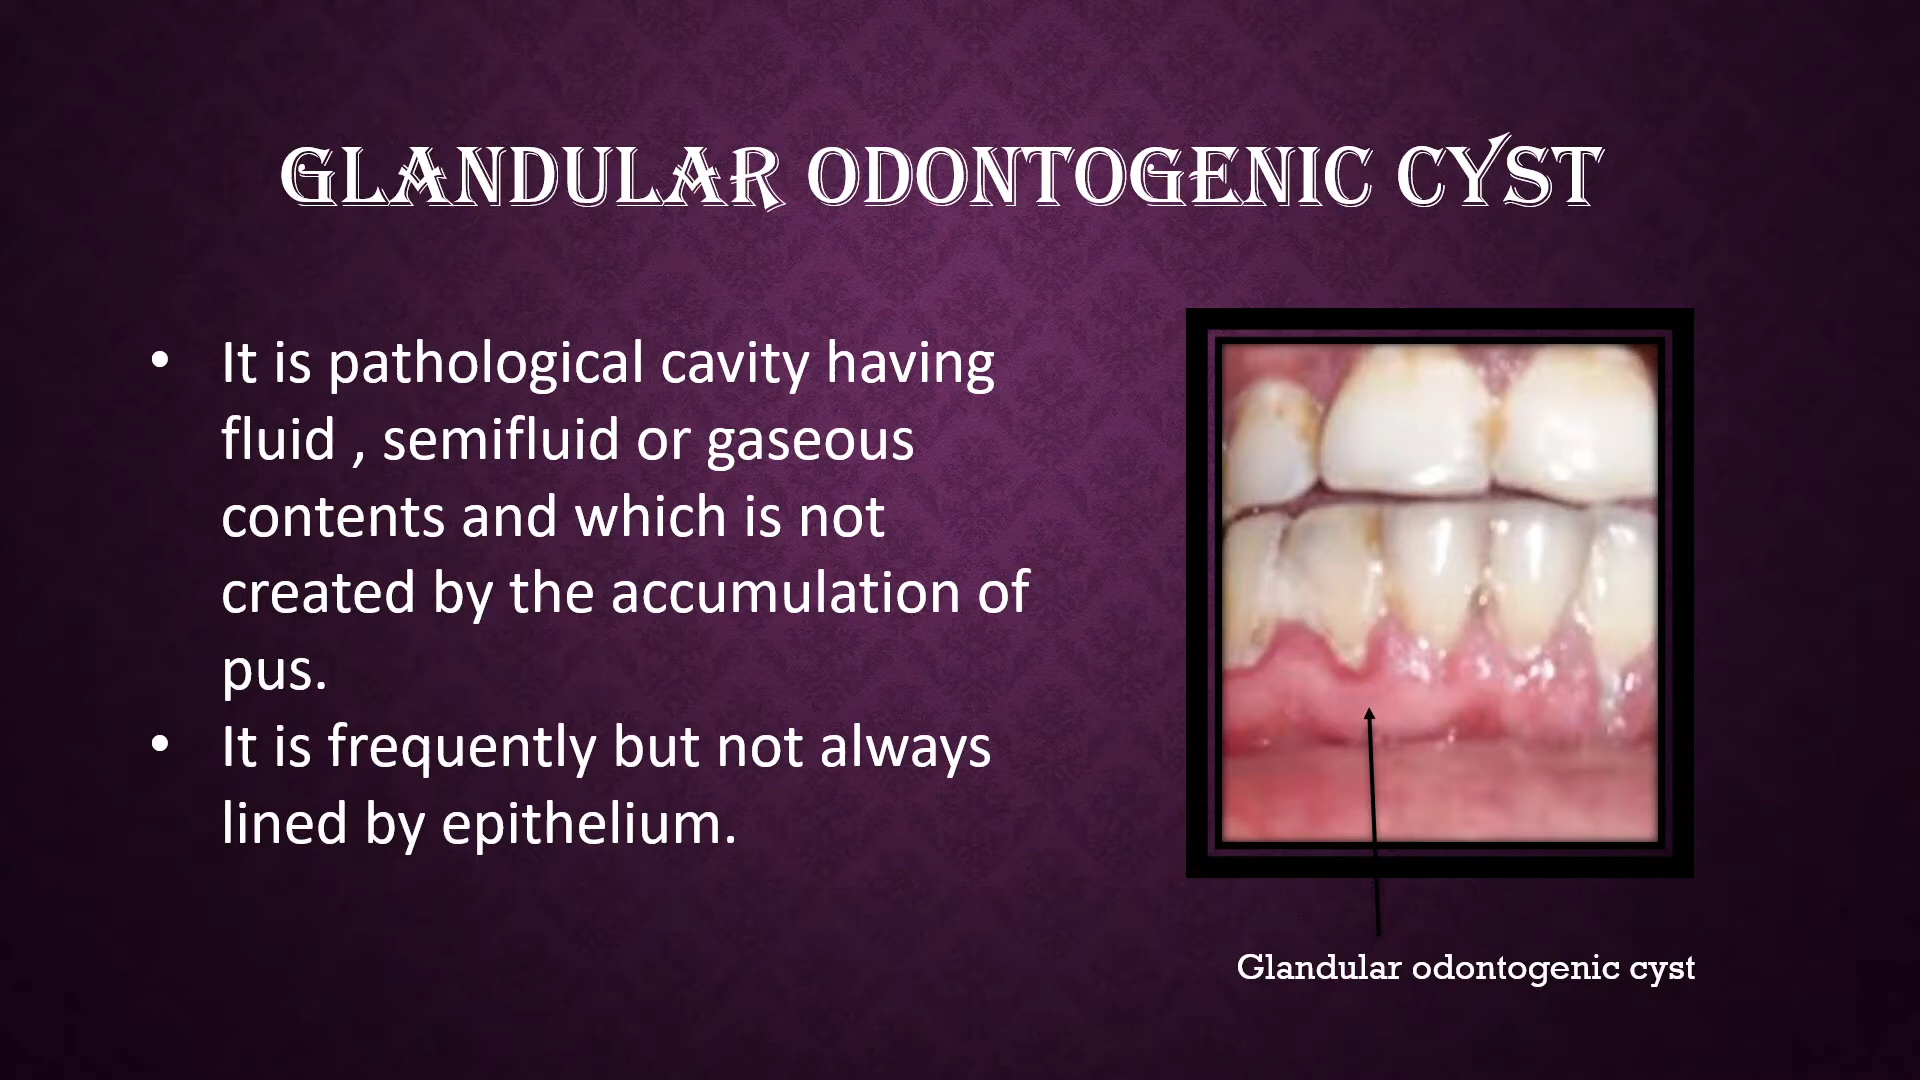 GLANDULAR ODONTOGENIC CYST
• It is pathological cavity having
fluid , semifluid or gaseous
contents and which is not
created by the accumulation of
pus.
• It is frequently but not always
lined by epithelium.
Glandular odontogenic cyst